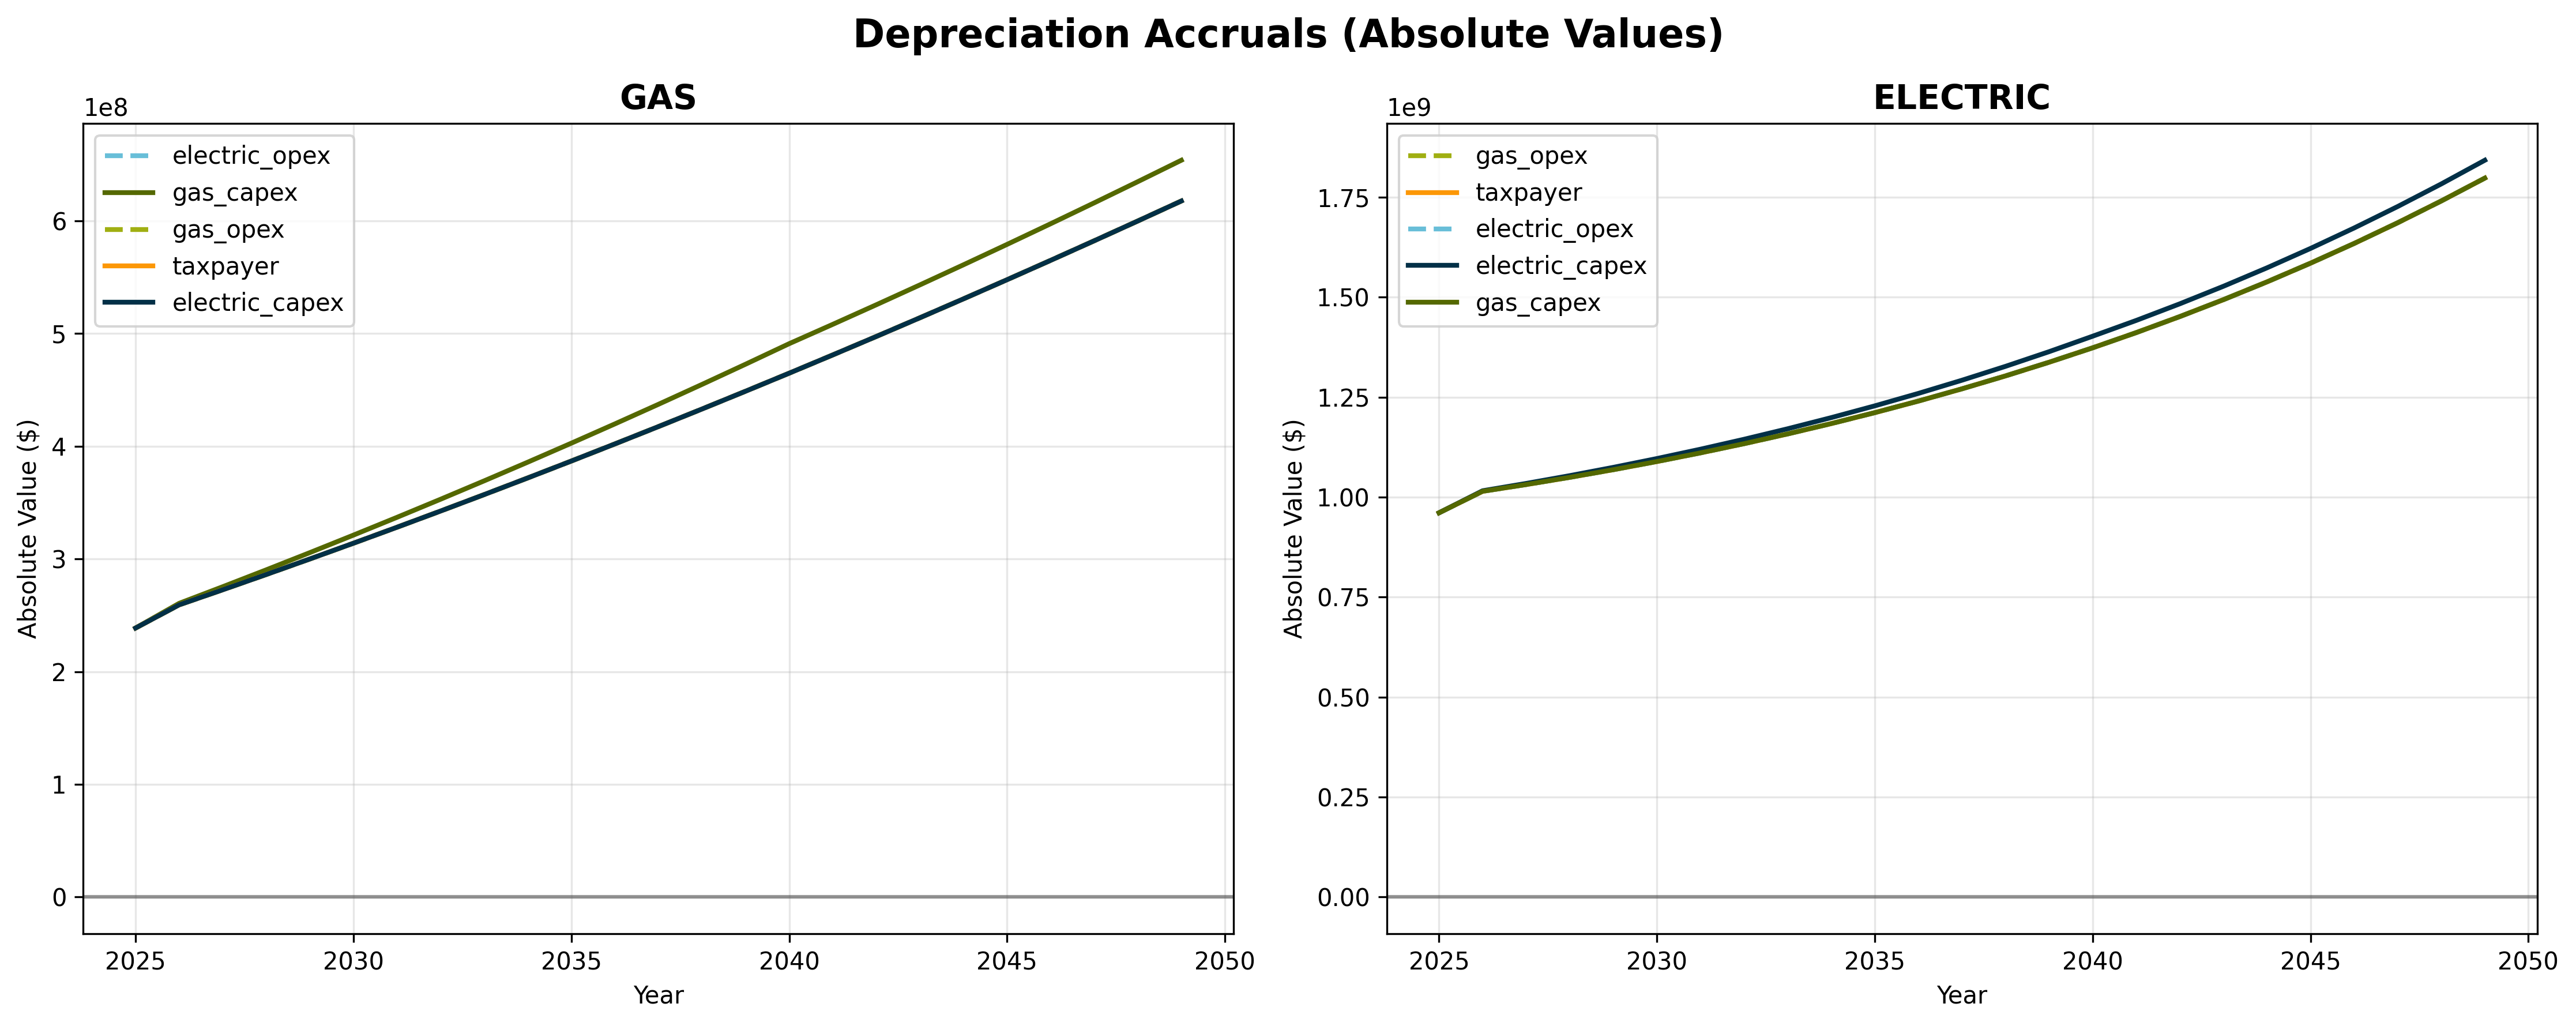 Depreciation Accruals (Absolute Values)
GAS
1e8
electric_opex
gas_capex
gas_opex
taxpayer
electric_capex
6
5
4
3
2
1
0
Absolute Value ($)
2025 2030 2035 2040 2045 2050
Year
ELECTRIC
1e9
gas_opex
taxpayer
electric_opex
electric_capex
gas_capex
1.75
1.50
1.25
1.00
0.75
0.50
0.25
0.00
Absolute Value ($)
2025 2030 2035 2040 2045 2050
Year